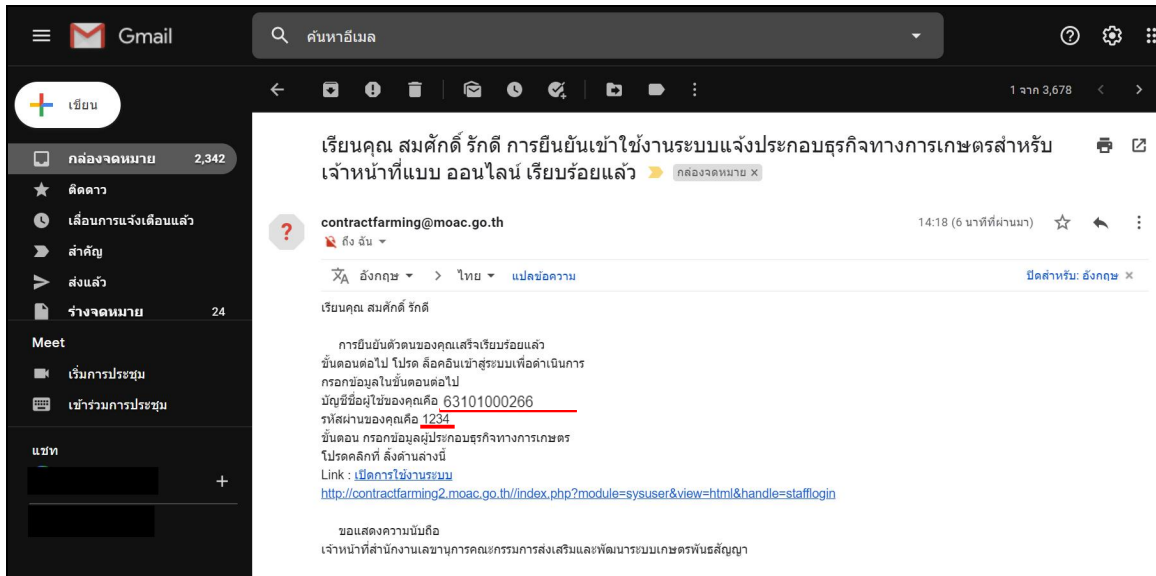 Gmail
ค้นหาอีเมล
เขียน
1 จาก 3,678
กล่องจดหมาย 2,342
ติดดาว
เลื่อนการแจ้งเตือนแล้ว
สำคัญ
ส่งแล้ว
ร่างจดหมาย 24
Meet
เริ่มการประชุม
เข้าร่วมการประชุม
แชท
เรียนคุณ สมศักดิ์ รักดี การยืนยันเข้าใช้งานระบบแจ้งประกอบธุรกิจทางการเกษตรสำหรับ
เจ้าหน้าที่แบบ ออนไลน์ เรียบร้อยแล้ว กล่องจดหมาย x
contractfarming@moac.go.th 14:18 (6 นาทีที่ผ่านมา)
ถึง ฉัน
อังกฤษ > ไทย แปลข้อความ ปิดสำหรับ: อังกฤษ ×
เรียนคุณ สมศักดิ์ รักดี
การยืนยันตัวตนของคุณเสร็จเรียบร้อยแล้ว
ขั้นตอนต่อไป โปรด ล็อคอินเข้าสู่ระบบเพื่อดำเนินการ
กรอกข้อมูลในขั้นตอนต่อไป
บัญชีชื่อผู้ใช้ของคุณคือ 63101000266
รหัสผ่านของคุณคือ 1234
ขั้นตอน กรอกข้อมูลผู้ประกอบธุรกิจทางการเกษตร
โปรดคลิกที่ ลิ้งด้านล่างนี้
Link : เปิดการใช้งานระบบ
http://contractfarming2.moac.go.th//index.php?module=sysuser&view=html&handle=stafflogin
ขอแสดงความนับถือ
เจ้าหน้าที่สำนักงานเลขานุการคณะกรรมการส่งเสริมและพัฒนาระบบเกษตรพันธสัญญา